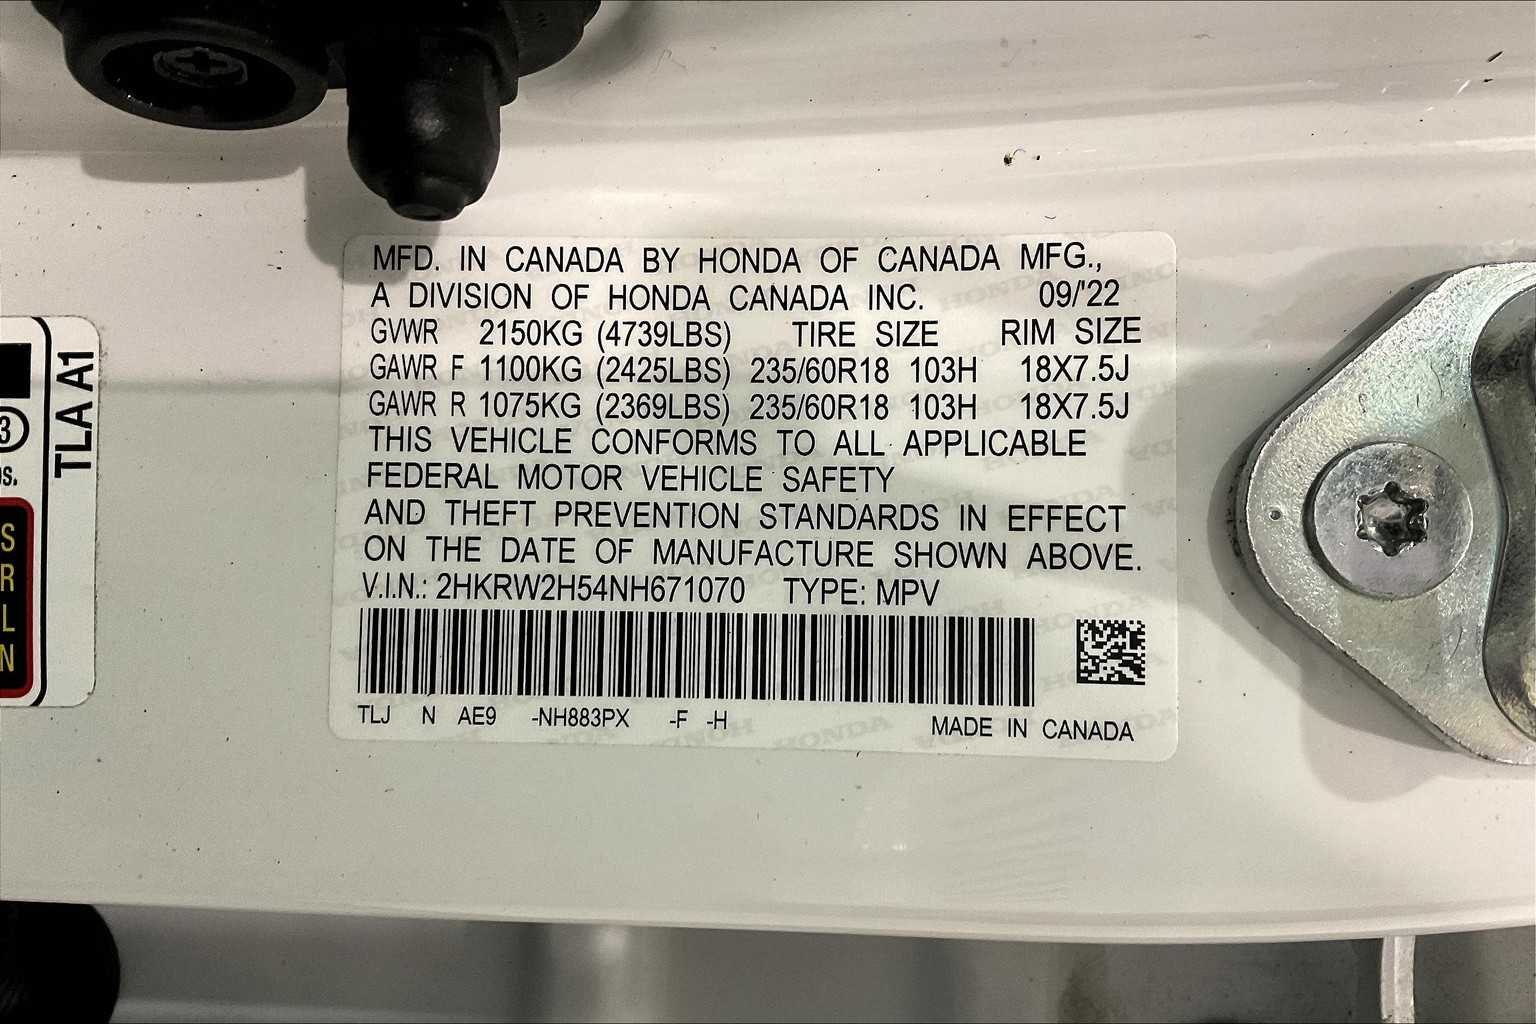 MFD. IN CANADA BY HONDA OF CANADA MFG.,
A DIVISION OF HONDA CANADA INC. 09/'22
GVWR 2150KG (4739LBS) TIRE SIZE RIM SIZE
GAWR F 1100KG (2425LBS) 235/60R18 103H 18X7.5J
GAWR R 1075KG (2369LBS) 235/60R18 103H 18X7.5J
THIS VEHICLE CONFORMS TO ALL APPLICABLE
FEDERAL MOTOR VEHICLE SAFETY
AND THEFT PREVENTION STANDARDS IN EFFECT
ON THE DATE OF MANUFACTURE SHOWN ABOVE.
V.I.N.: 2HKRW2H54NH671070 TYPE: MPV
TLJ N AE9 -NH883PX -F -H MADE IN CANADA
TLA A1
3
S
R
L
N